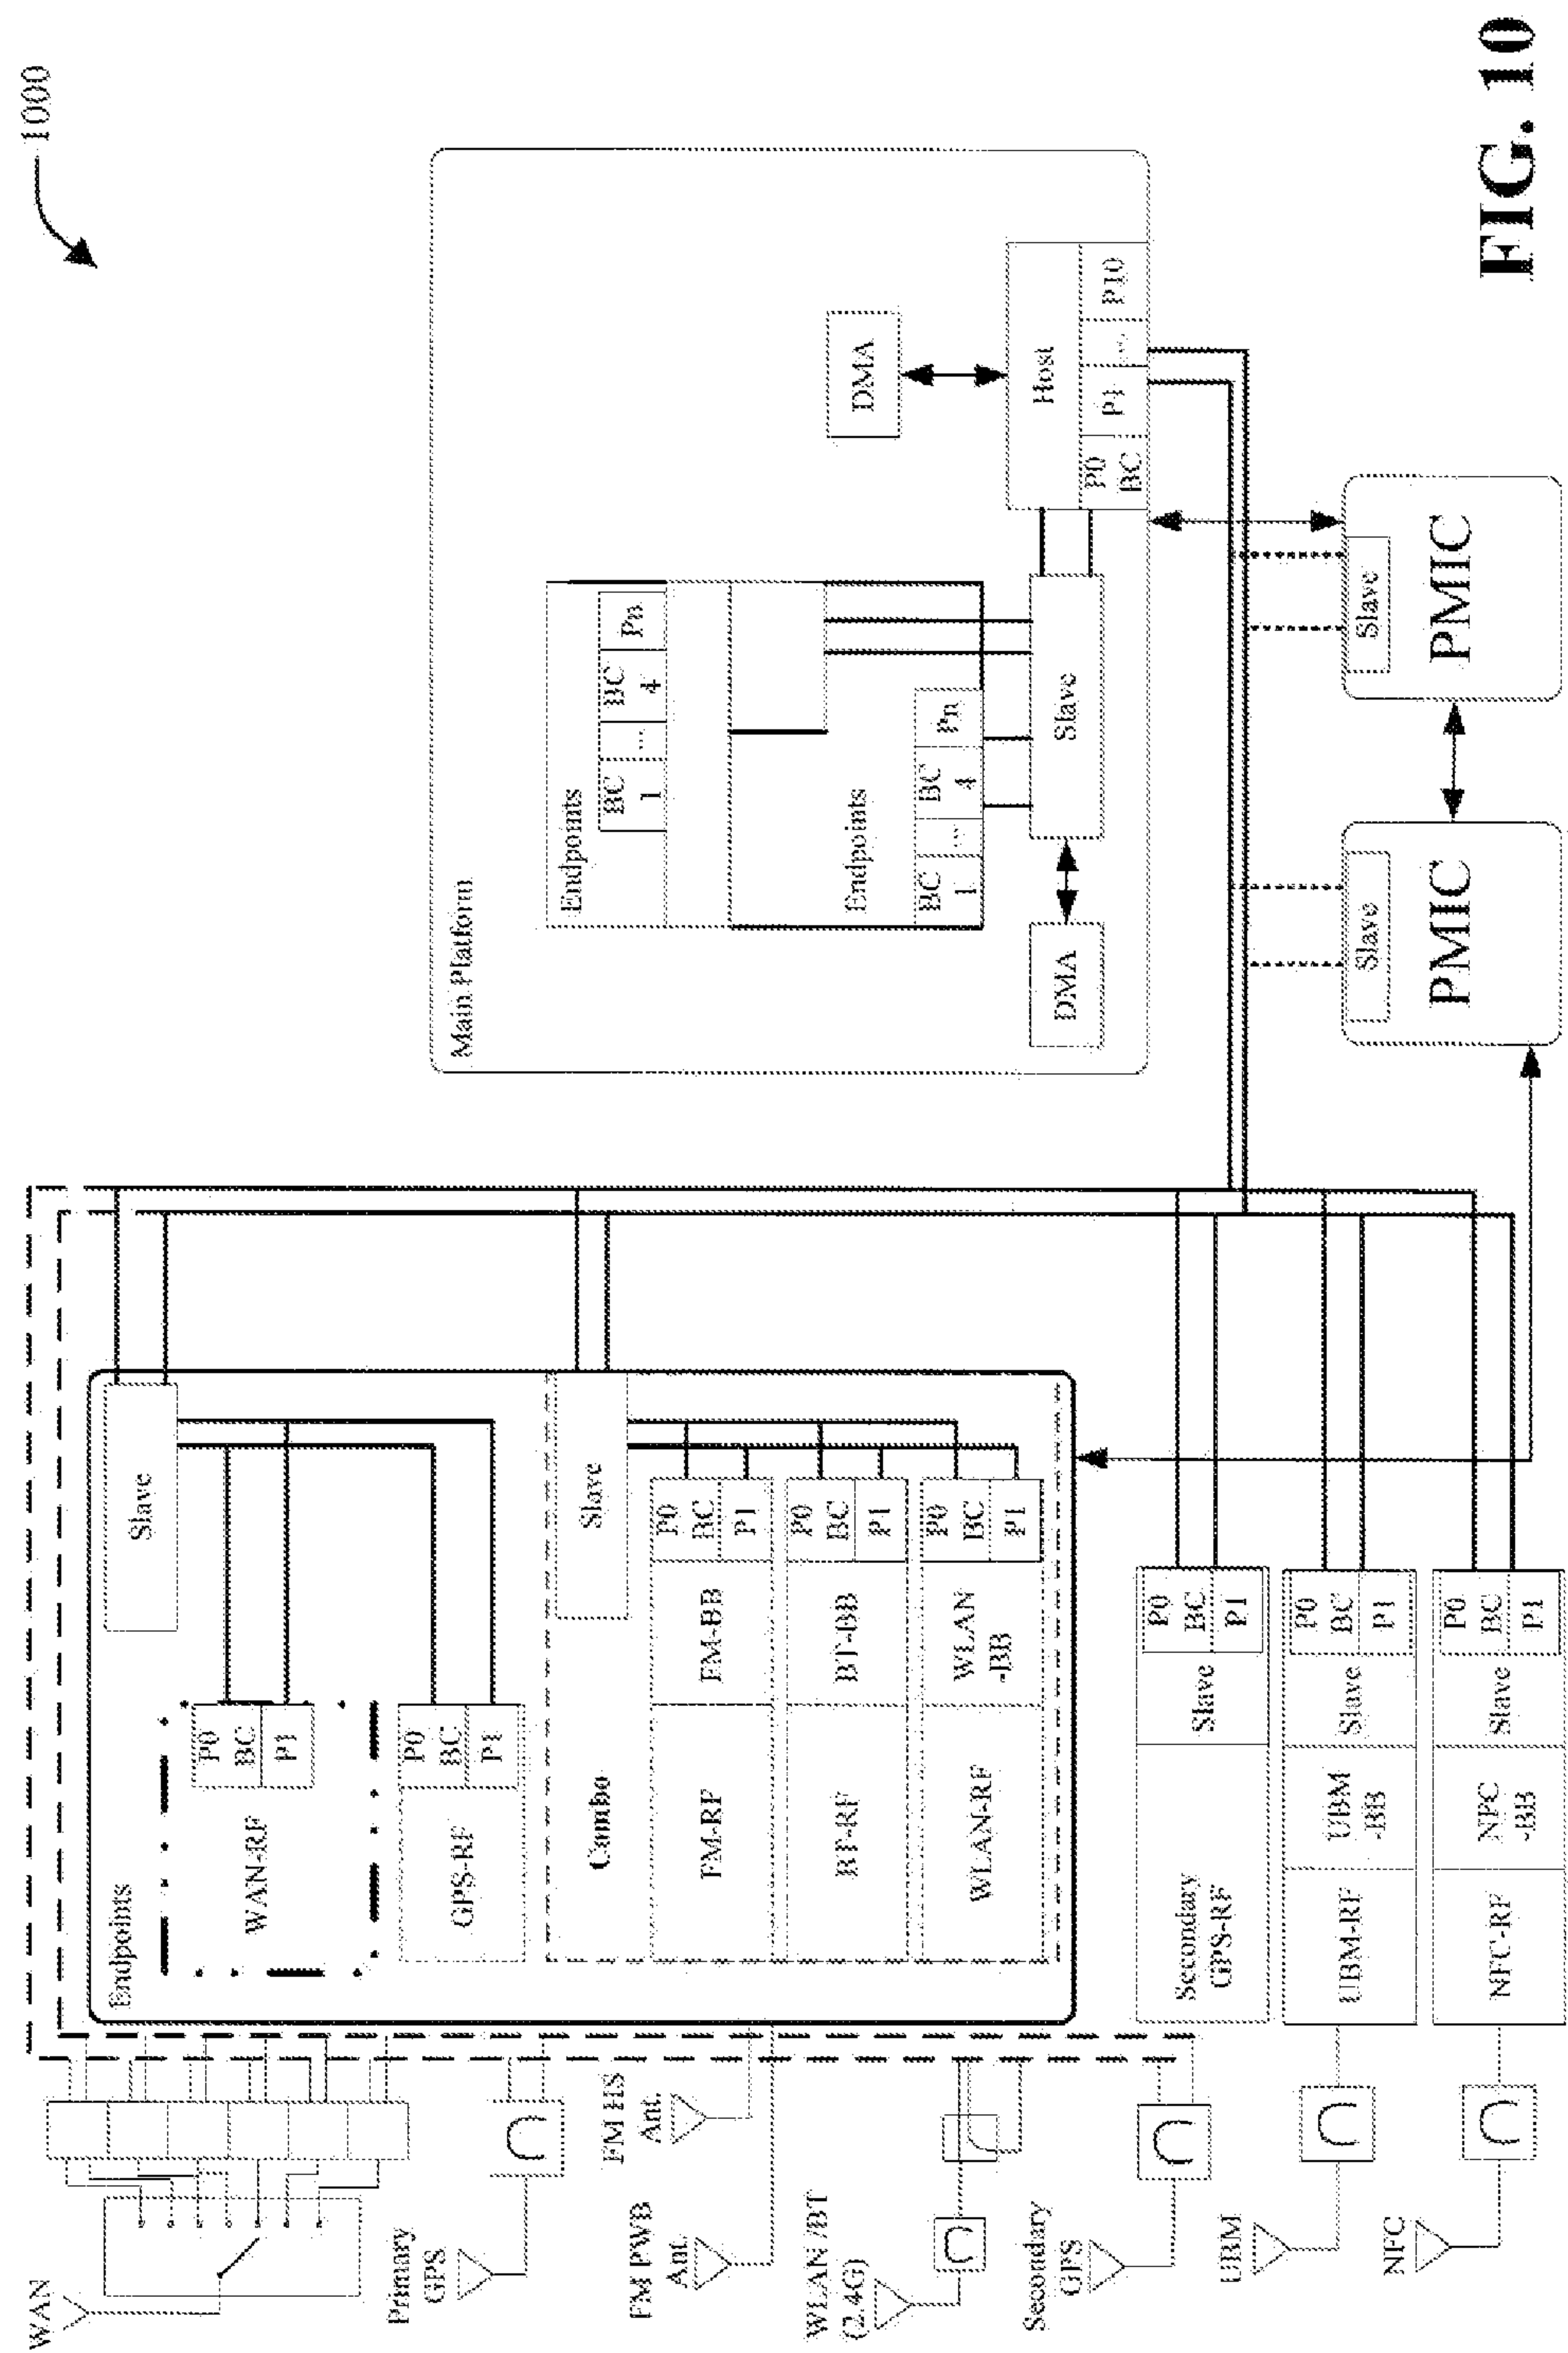 1000
WAN
Primary
GPS
FM PWB
Ant.
FM HS
Ant.
WLAN /BT
(2.4G)
Secondary
GPS
UBM
NFC
Endpoints
Slave
WAN-RF
P0
BC
P1
GPS-RF
P0
BC
P1
Combo
Slave
TM-RF
FM-BB
P0
BC
P1
BT-RF
BT-BB
P0
BC
P1
WLAN-RF
WLAN
-BB
P0
BC
P1
Secondary
GPS-RF
Slave
P0
BC
P1
UBM-RF
UBM
-BB
Slave
P0
BC
P1
NFC-RF
NPC
-BB
Slave
P0
BC
P1
Main Platform
Endpoints
BC
1
...
BC
4
Pn
Endpoints
BC
1
...
BC
4
Pn
DMA
Slave
DMA
Host
P0
BC
P1
...
P10
Slave
PMIC
Slave
PMIC
FIG. 10